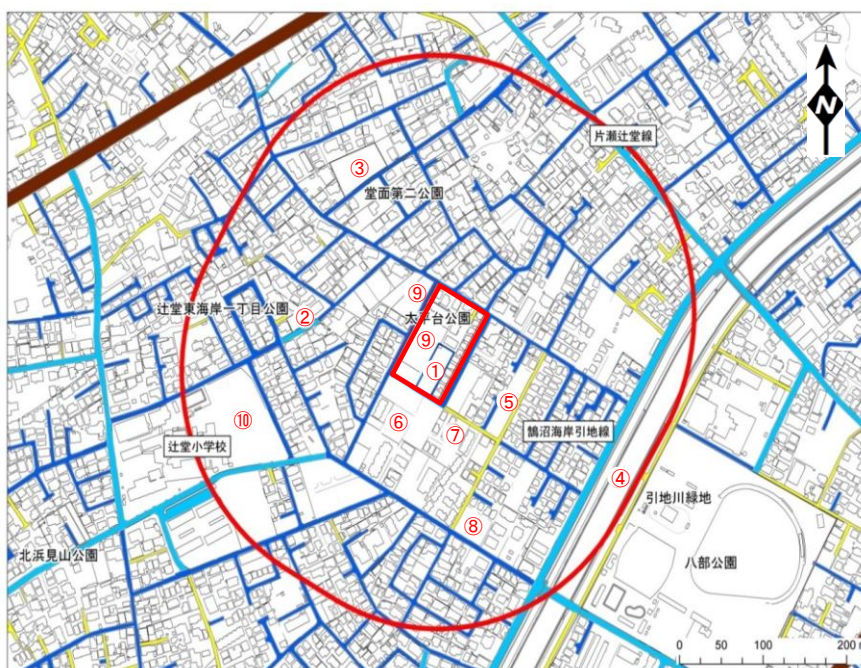 N
片瀬辻堂線
③
堂面第二公園
⑨
辻堂東海岸一丁目公園
②
太平台公園
⑨
①
⑤
⑥
⑦
鵠沼海岸引地線
⑩
辻堂小学校
④
引地川緑地
⑧
北浜見山公園
八部公園
0 50 100 200